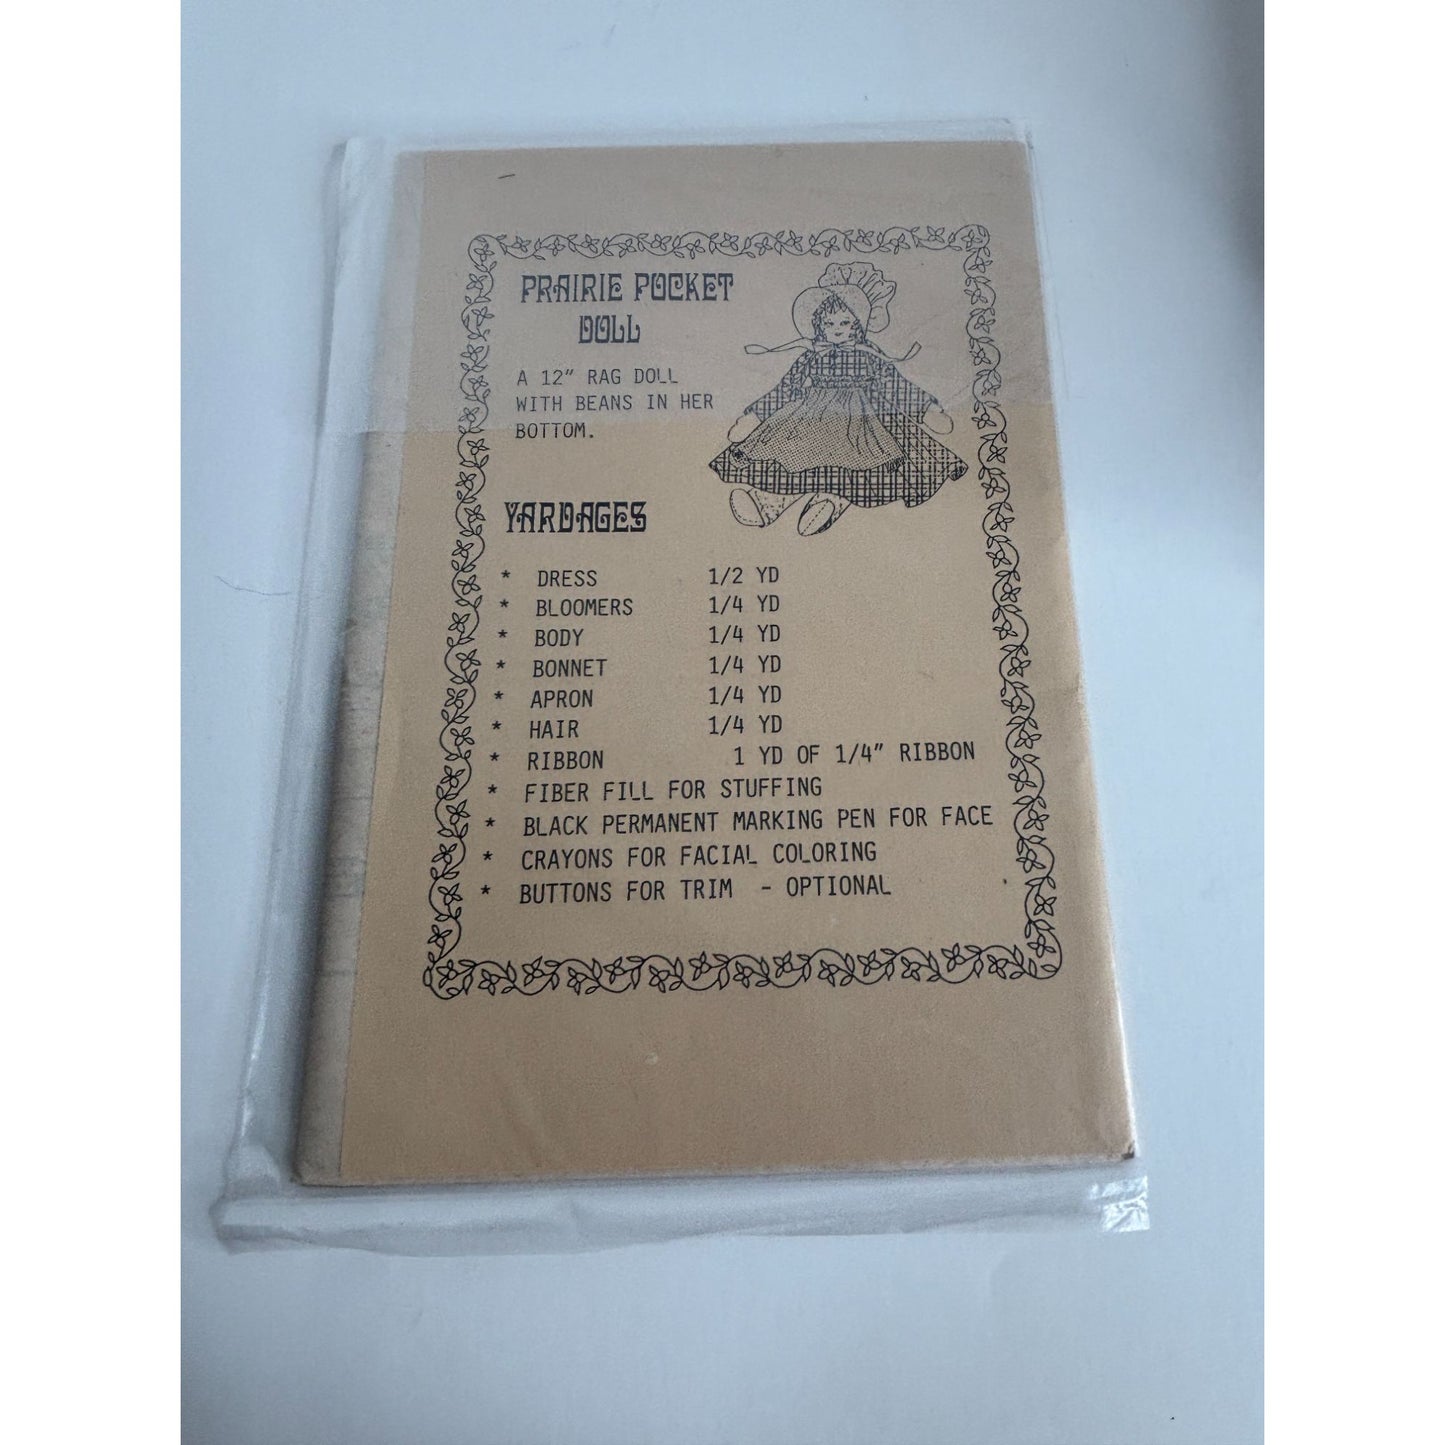 PRAIRIE POCKET
DOLL
A 12" RAG DOLL
WITH BEANS IN HER
BOTTOM.
YARDAGES
* DRESS 1/2 YD
* BLOOMERS 1/4 YD
* BODY 1/4 YD
* BONNET 1/4 YD
* APRON 1/4 YD
* HAIR 1/4 YD
* RIBBON 1 YD OF 1/4" RIBBON
* FIBER FILL FOR STUFFING
* BLACK PERMANENT MARKING PEN FOR FACE
* CRAYONS FOR FACIAL COLORING
* BUTTONS FOR TRIM - OPTIONAL